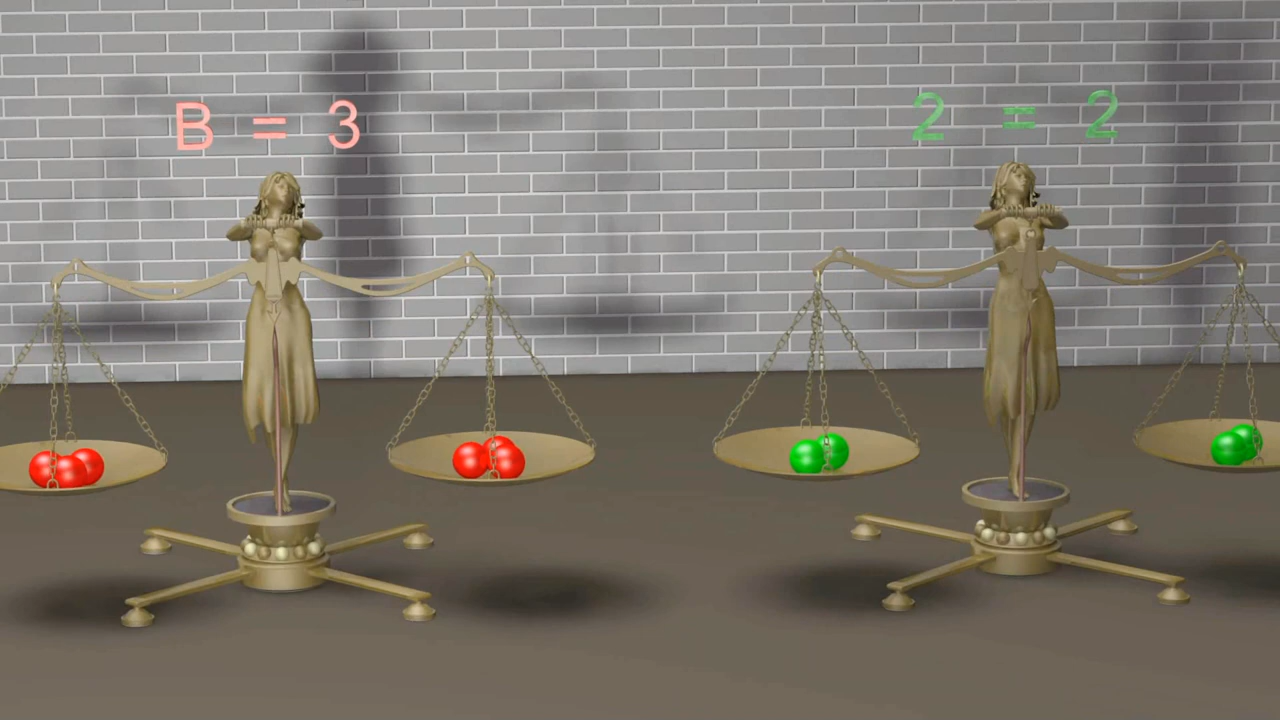 B = 3
2 = 2